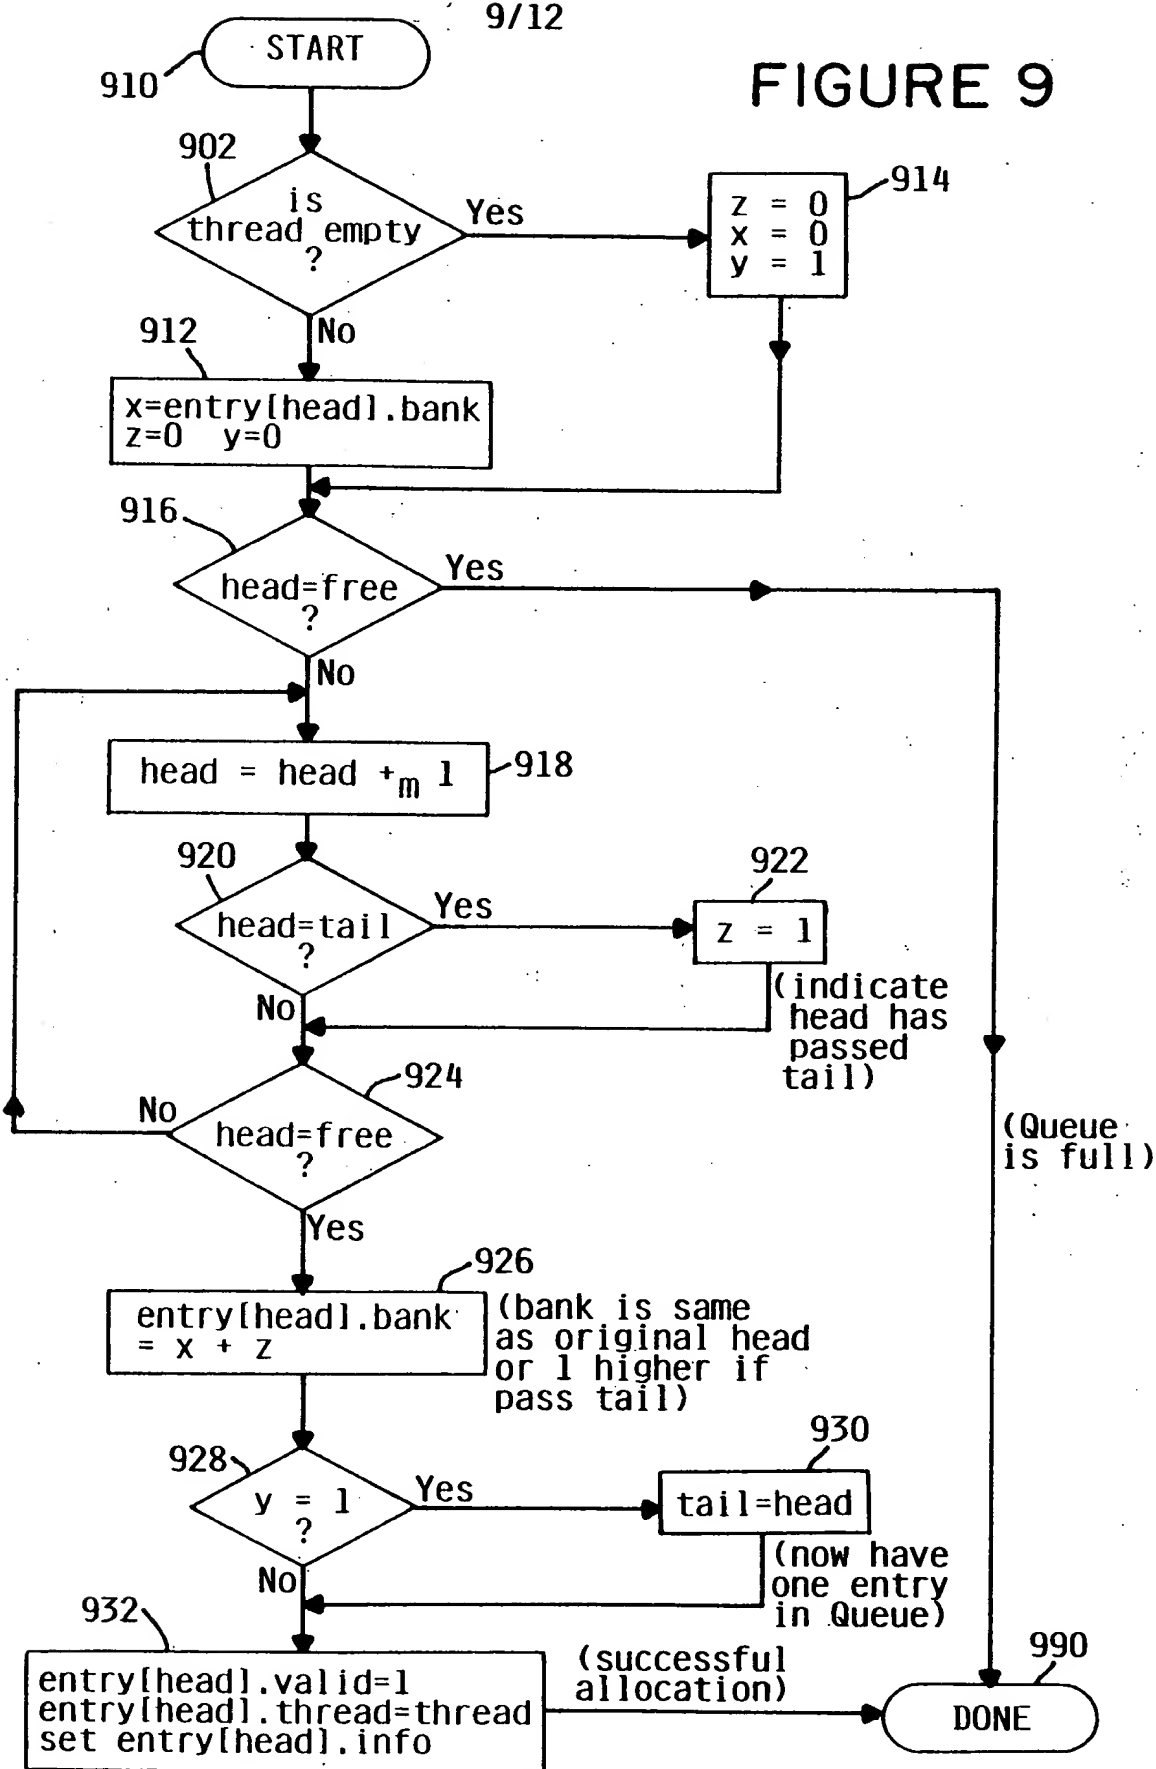 9/12
FIGURE 9
START
910
902
is
thread empty
?
Yes
914
z = 0
x = 0
y = 1
No
912
x=entry[head].bank
z=0 y=0
916
head=free
?
Yes
No
head = head +m 1
918
920
head=tail
?
Yes
922
z = 1
(indicate
head has
passed
tail)
No
924
head=free
?
No
(Queue
is full)
Yes
926
entry[head].bank
= x + z
(bank is same
as original head
or 1 higher if
pass tail)
928
y = 1
?
Yes
930
tail=head
(now have
one entry
in Queue)
No
932
entry[head].valid=1
entry[head].thread=thread
set entry[head].info
(successful
allocation)
990
DONE